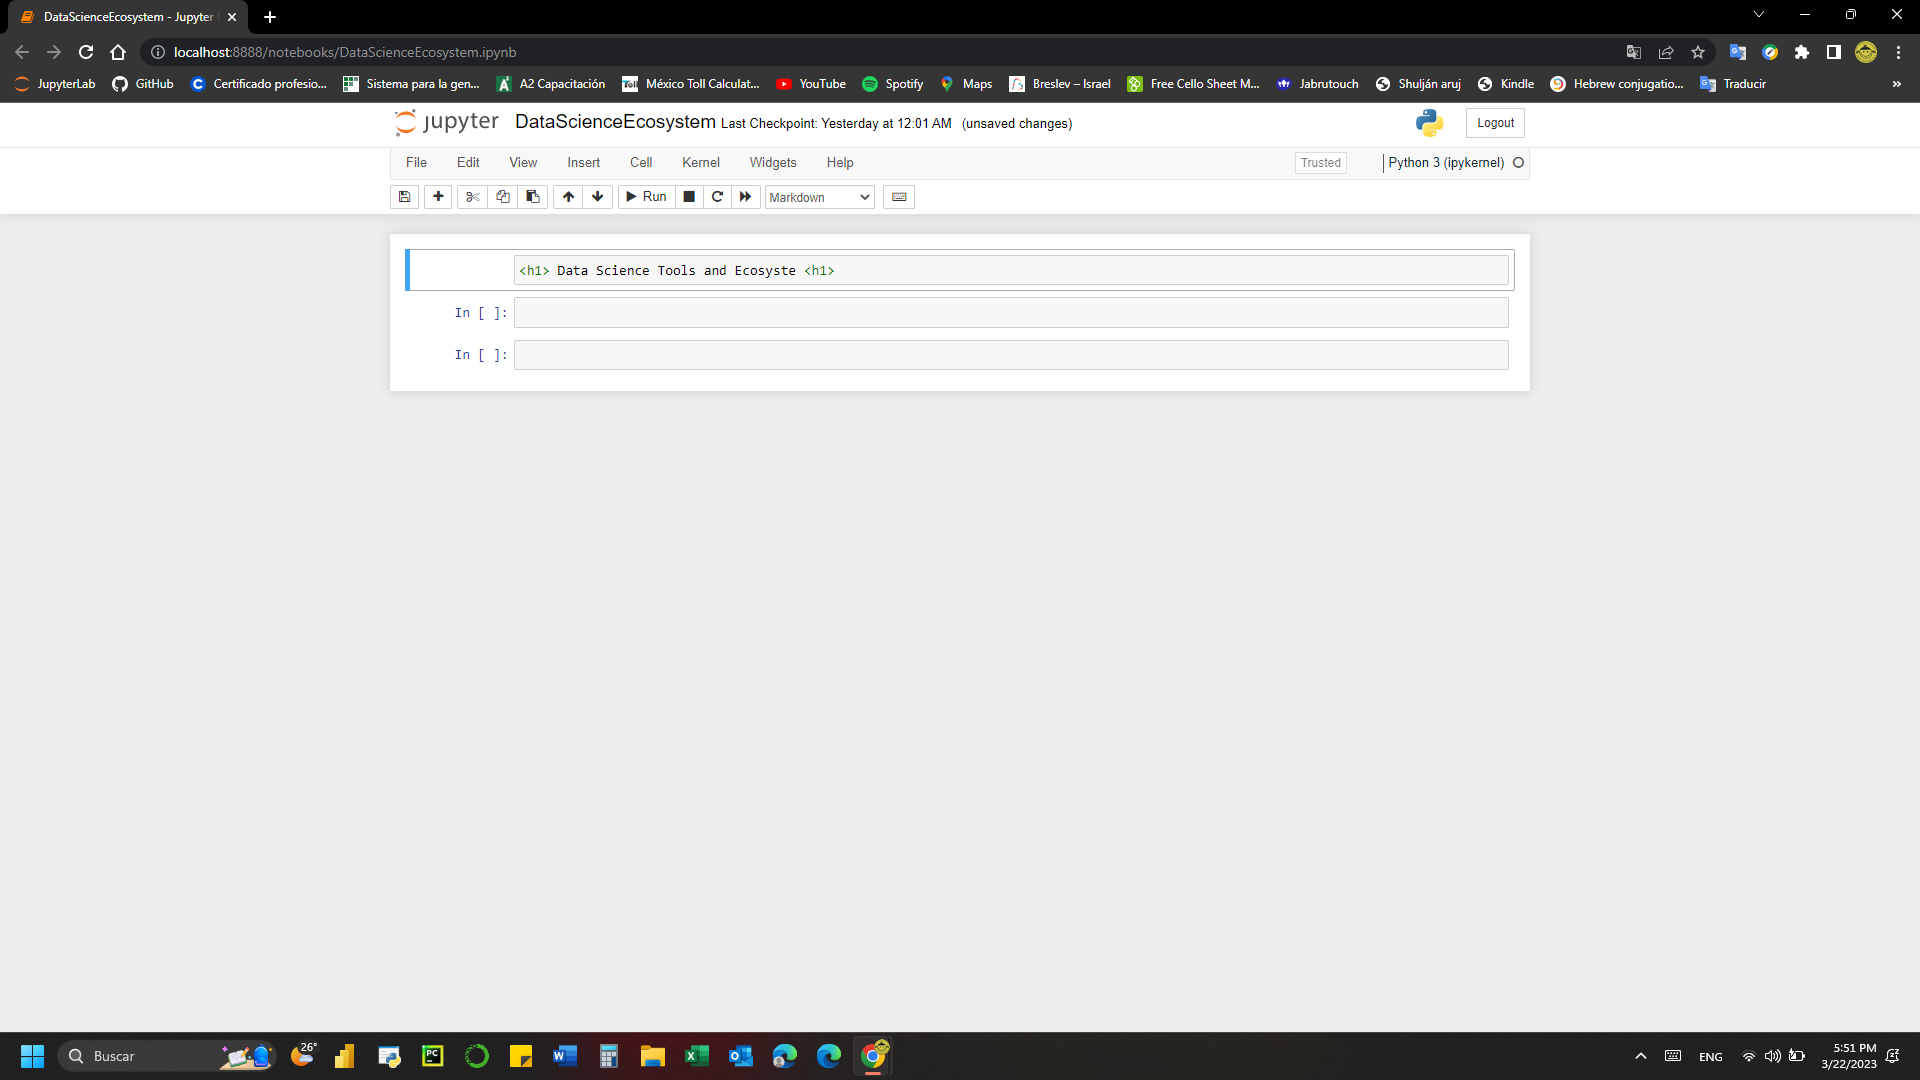 DataScienceEcosystem - Jupyter
localhost:8888/notebooks/DataScienceEcosystem.ipynb
JupyterLab GitHub Certificado profesio... Sistema para la gen... A2 Capacitación México Toll Calculat... YouTube Spotify Maps Breslev – Israel Free Cello Sheet M... Jabrutouch Shulján aruj Kindle Hebrew conjugatio... Traducir »
jupyter DataScienceEcosystem Last Checkpoint: Yesterday at 12:01 AM (unsaved changes) Logout
File Edit View Insert Cell Kernel Widgets Help Trusted Python 3 (ipykernel)
Run Markdown
<h1> Data Science Tools and Ecosyste <h1>
In [ ]:
In [ ]:
Buscar 26° ENG 5:51 PM
3/22/2023